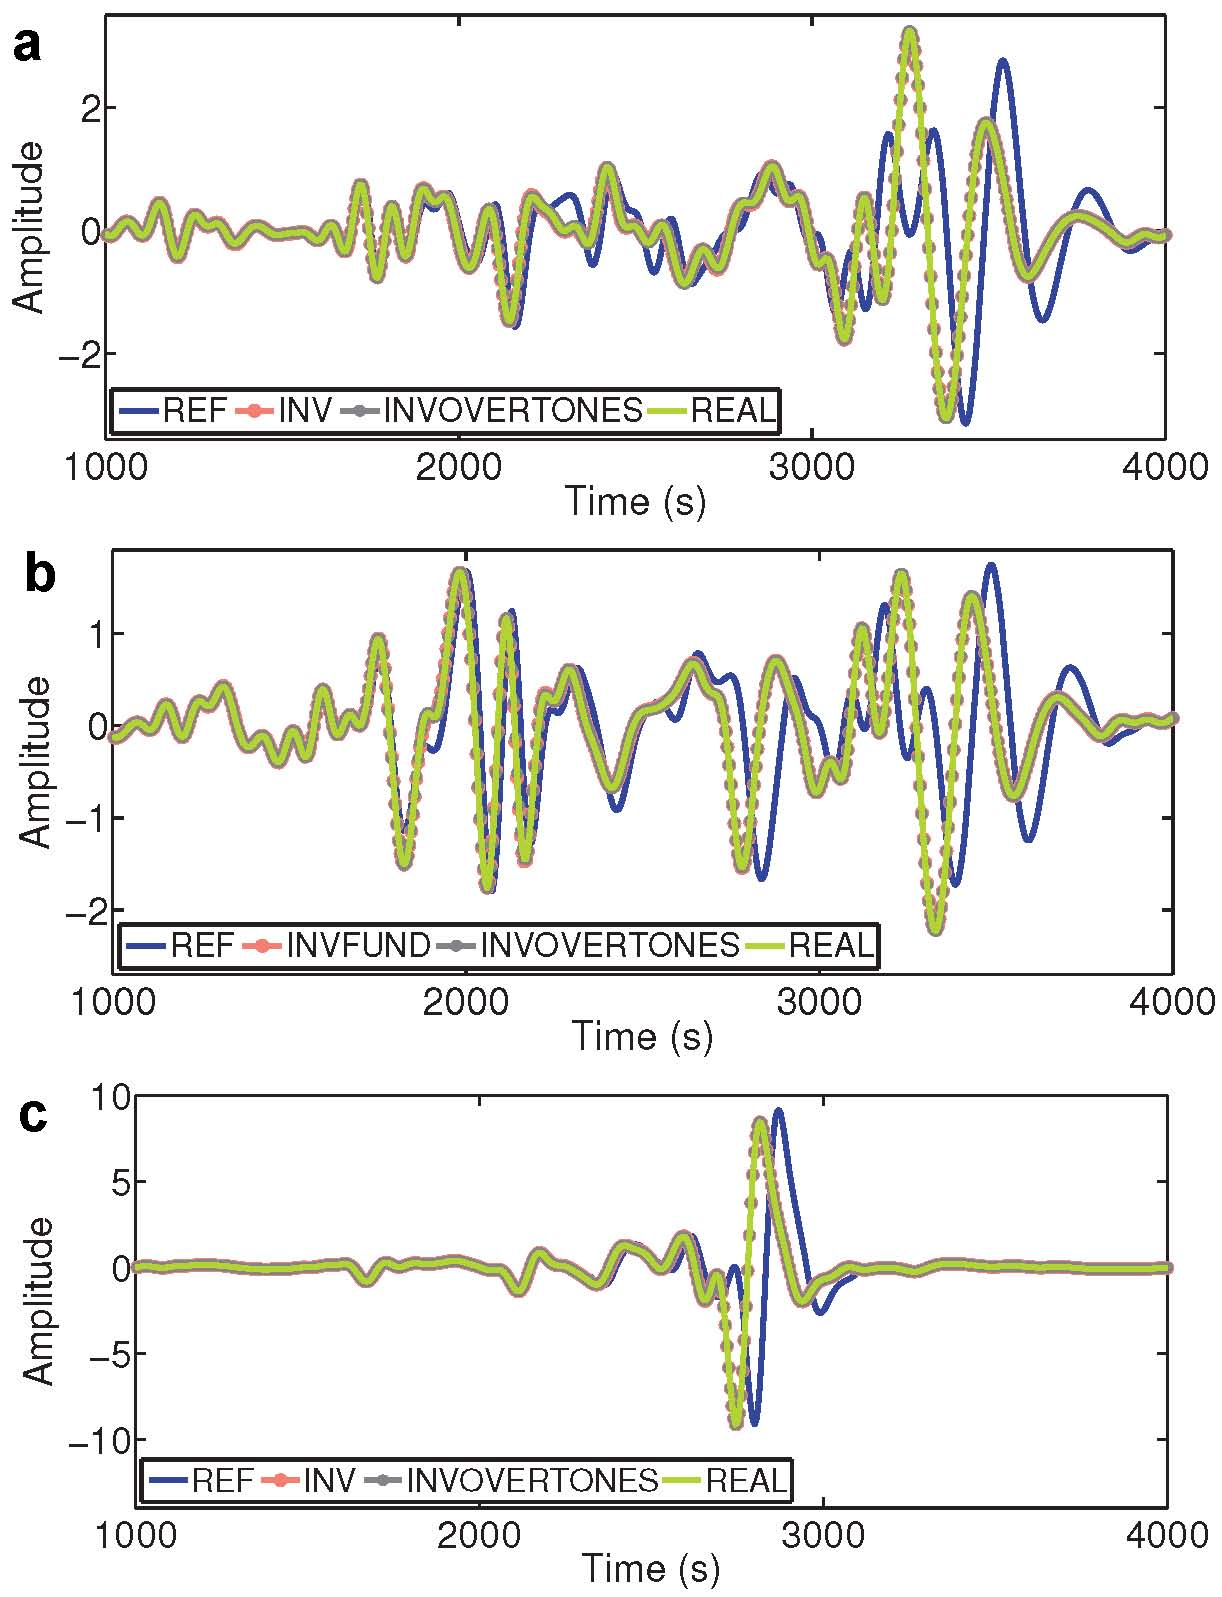 a
2
0
−2
Amplitude
REF INV INVOVERTONES REAL
1000 2000 3000 4000
Time (s)
b
1
0
−1
−2
Amplitude
REF INVFUND INVOVERTONES REAL
1000 2000 3000 4000
Time (s)
c
10
5
0
−5
−10
Amplitude
REF INV INVOVERTONES REAL
1000 2000 3000 4000
Time (s)